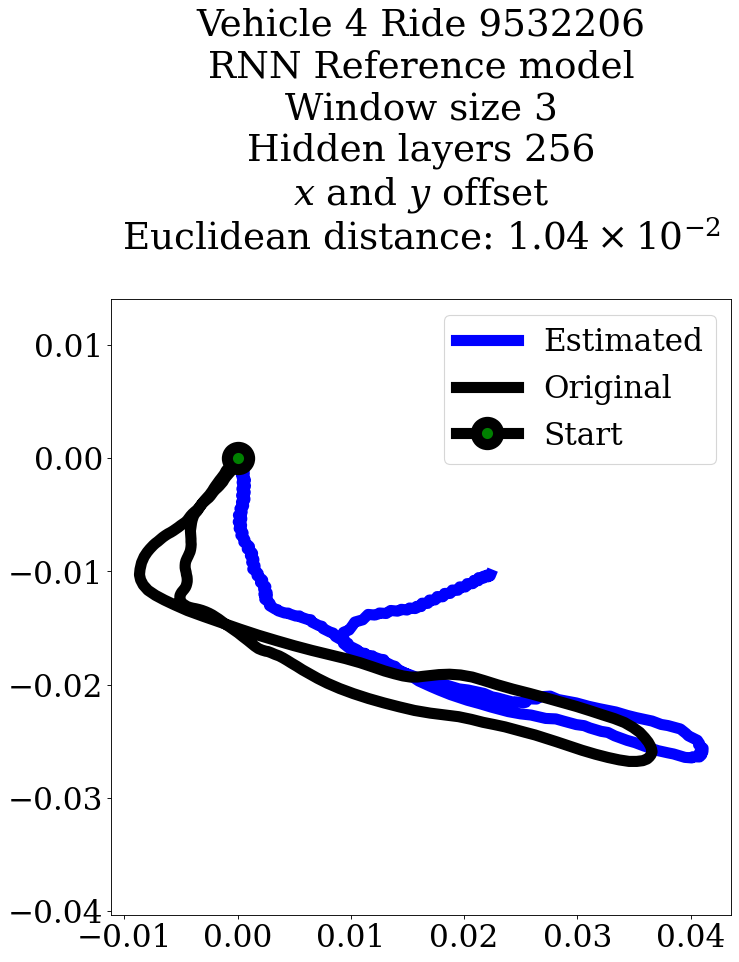 Vehicle 4 Ride 9532206
RNN Reference model
Window size 3
Hidden layers 256
x and y offset
Euclidean distance: 1.04 × 10⁻²
Estimated
Original
Start
0.01
0.00
−0.01
−0.02
−0.03
−0.04
−0.01 0.00 0.01 0.02 0.03 0.04